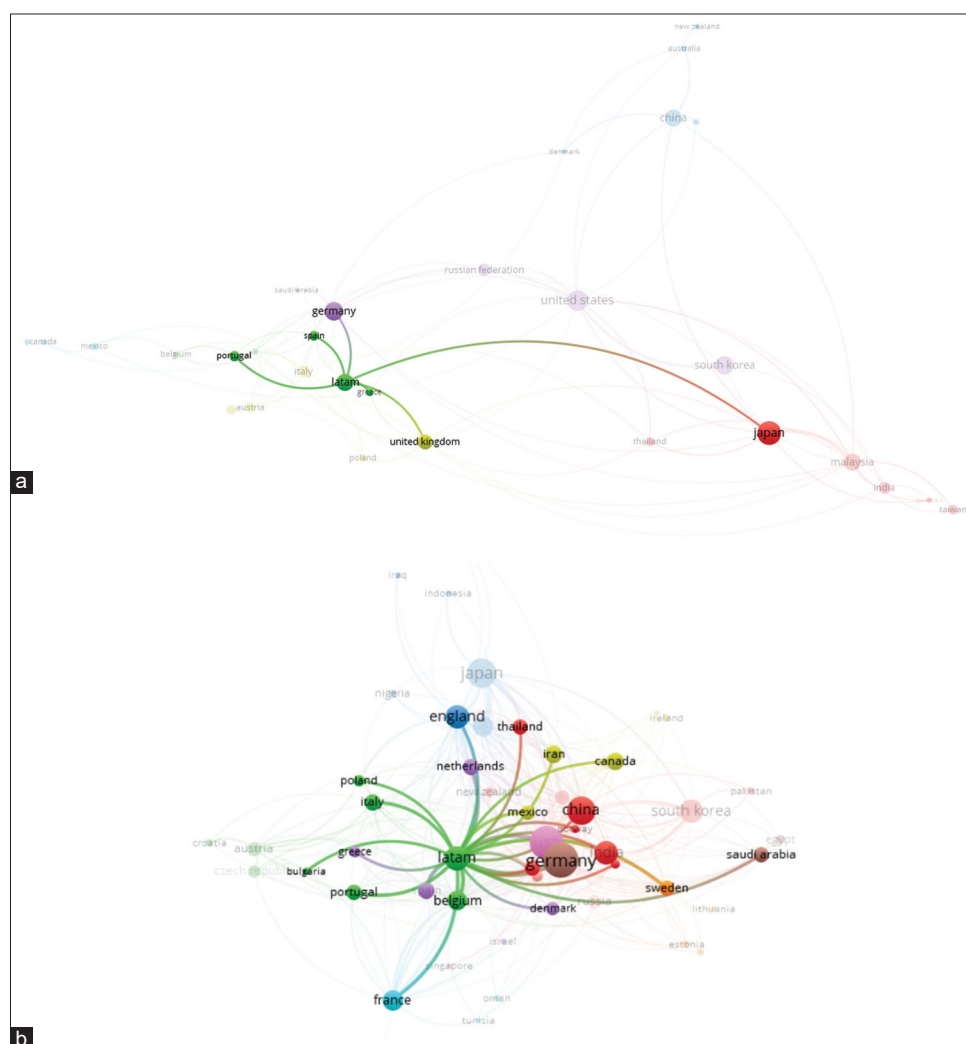 new zealand
australia
china
denmark
russian federation
saudi arabia
united states
germany
canada
mexico
spain
belgium
portugal
italy
latam
south korea
greece
austria
japan
united kingdom
thailand
poland
malaysia
india
taiwan
a
iraq
indonesia
japan
nigeria
england
ireland
thailand
iran
netherlands
canada
poland
new zealand
pakistan
italy
mexico
china
south korea
norway
croatia
austria
greece
latam
india
egypt
germany
saudi arabia
czech republic
bulgaria
portugal
spain
sweden
belgium
russia
denmark
lithuania
israel
estonia
singapore
france
oman
tunisia
b